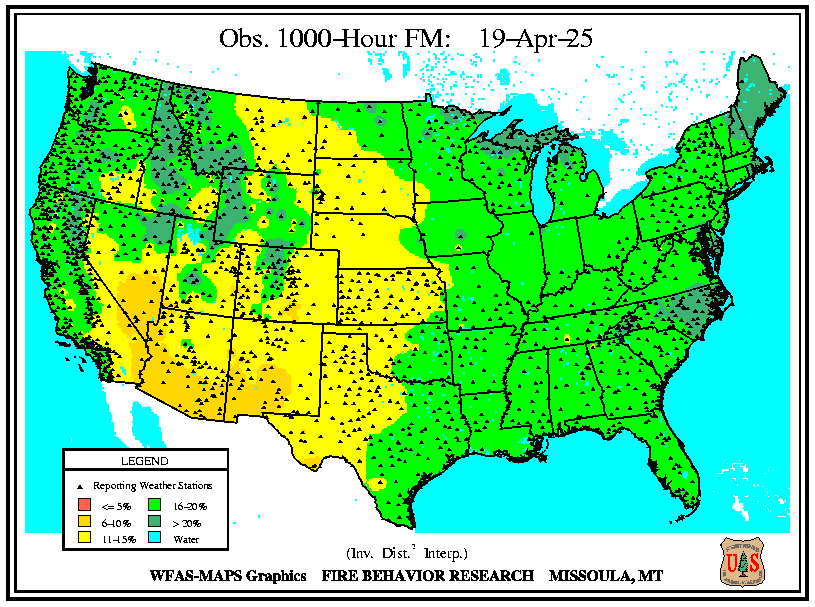 Obs. 1000-Hour FM: 19-Apr-25
LEGEND
Reporting Weather Stations
<= 5% 16-20%
6-10% > 20%
11-15% Water
(Inv. Dist.² Interp.)
WFAS-MAPS Graphics FIRE BEHAVIOR RESEARCH MISSOULA, MT
U S